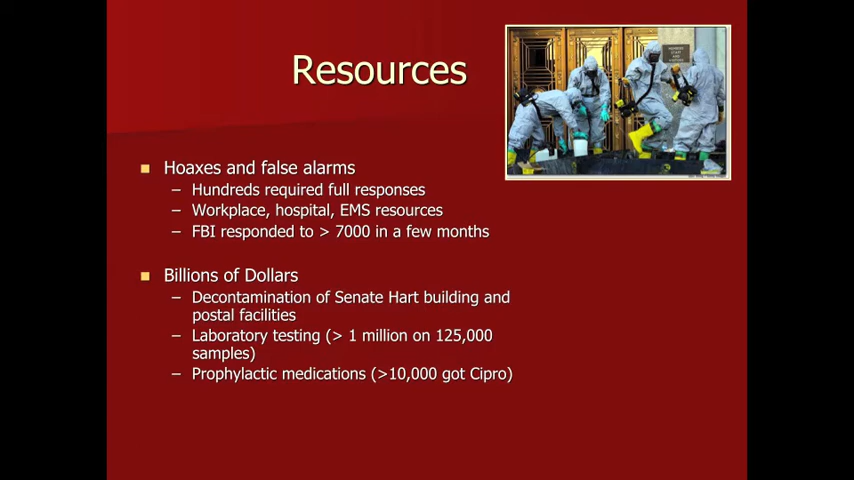 Resources
■ Hoaxes and false alarms
– Hundreds required full responses
– Workplace, hospital, EMS resources
– FBI responded to > 7000 in a few months
■ Billions of Dollars
– Decontamination of Senate Hart building and
postal facilities
– Laboratory testing (> 1 million on 125,000
samples)
– Prophylactic medications (>10,000 got Cipro)